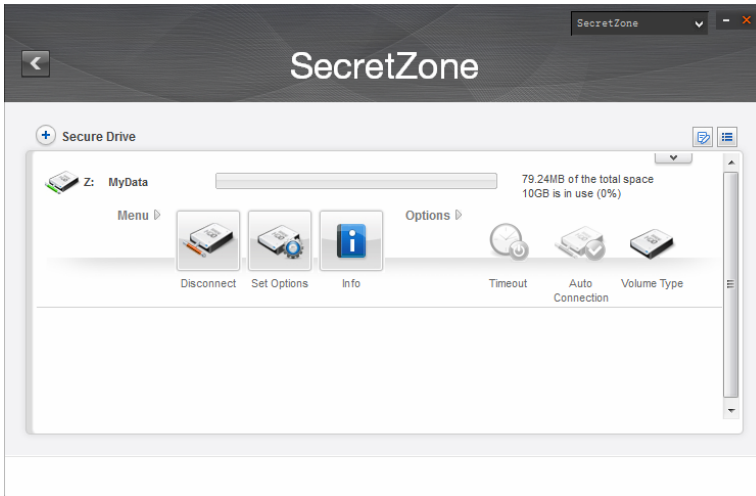 SecretZone
SecretZone
Secure Drive
Z: MyData
79.24MB of the total space
10GB is in use (0%)
Menu
Options
Disconnect
Set Options
Info
Timeout
Auto
Connection
Volume Type